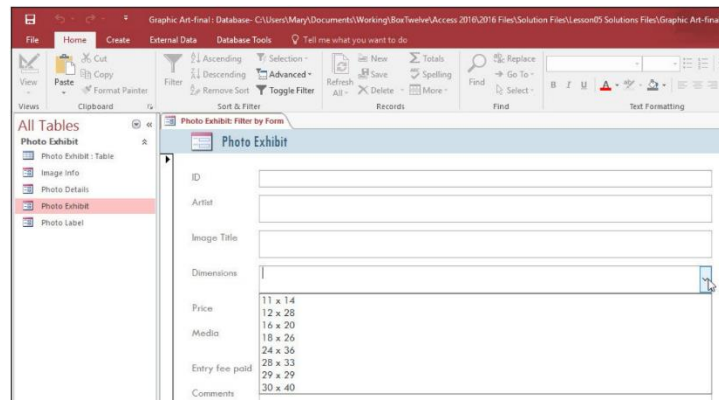 Graphic Art-final : Database- C:\Users\Mary\Documents\Working\BoxTwelve\Access 2016\2016 Files\Solution Files\Lesson05 Solutions Files\Graphic Art-fina
File Home Create External Data Database Tools Tell me what you want to do
View
Views
Paste
Cut
Copy
Format Painter
Clipboard
Filter
Ascending
Descending
Remove Sort
Selection
Advanced
Toggle Filter
Sort & Filter
Refresh All
New
Save
Delete
Totals
Spelling
More
Records
Find
Replace
Go To
Select
Find
B I U A
Text Formatting
All Tables
Photo Exhibit
Photo Exhibit : Table
Image Info
Photo Details
Photo Exhibit
Photo Label
Photo Exhibit: Filter by Form
Photo Exhibit
ID
Artist
Image Title
Dimensions
11 x 14
12 x 28
16 x 20
18 x 26
24 x 36
28 x 33
29 x 29
30 x 40
Price
Media
Entry fee paid
Comments